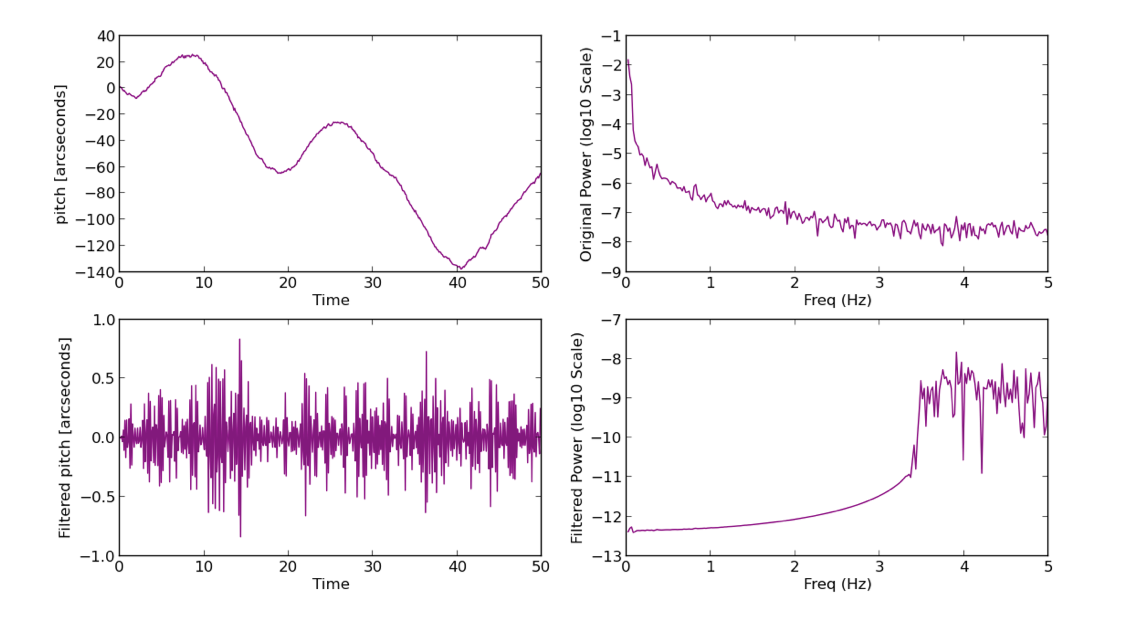 40
20
0
−20
−40
−60
−80
−100
−120
−140
pitch [arcseconds]
0 10 20 30 40 50
Time
−1
−2
−3
−4
−5
−6
−7
−8
−9
Original Power (log10 Scale)
0 1 2 3 4 5
Freq (Hz)
1.0
0.5
0.0
−0.5
−1.0
Filtered pitch [arcseconds]
0 10 20 30 40 50
Time
−7
−8
−9
−10
−11
−12
−13
Filtered Power (log10 Scale)
0 1 2 3 4 5
Freq (Hz)